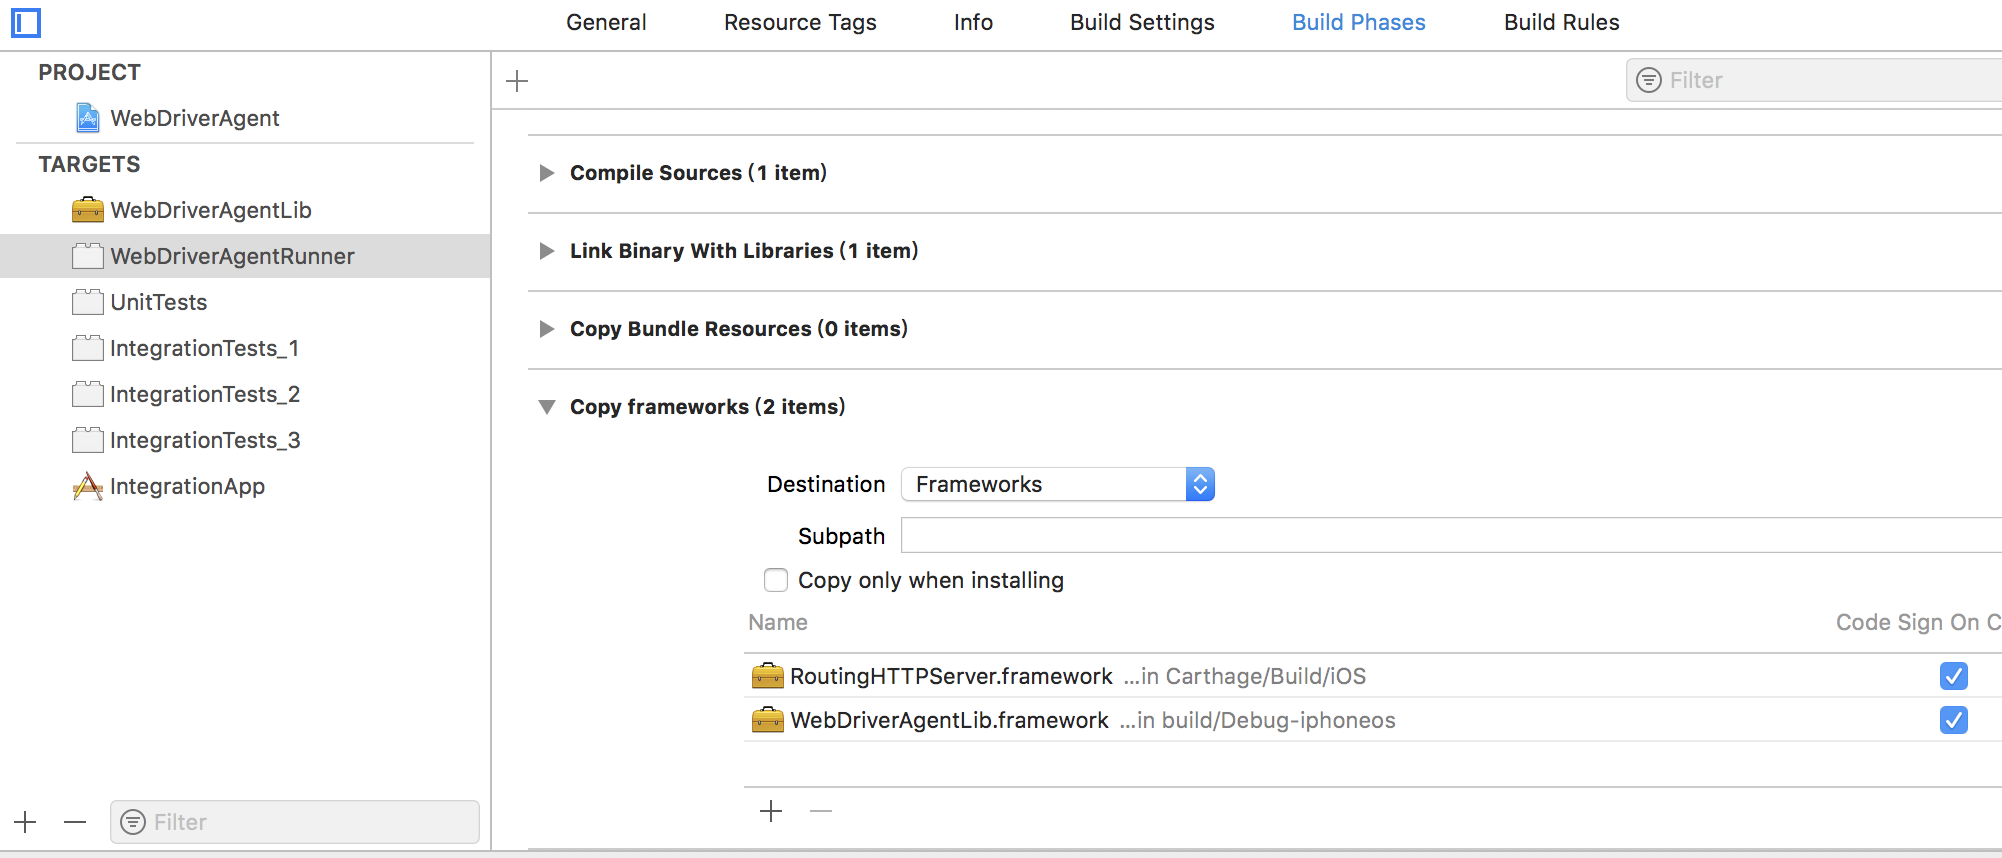 General Resource Tags Info Build Settings Build Phases Build Rules
PROJECT
WebDriverAgent
TARGETS
WebDriverAgentLib
WebDriverAgentRunner
UnitTests
IntegrationTests_1
IntegrationTests_2
IntegrationTests_3
IntegrationApp
Filter
Filter
Compile Sources (1 item)
Link Binary With Libraries (1 item)
Copy Bundle Resources (0 items)
Copy frameworks (2 items)
Destination Frameworks
Subpath
Copy only when installing
Name Code Sign On C
RoutingHTTPServer.framework ...in Carthage/Build/iOS
WebDriverAgentLib.framework ...in build/Debug-iphoneos